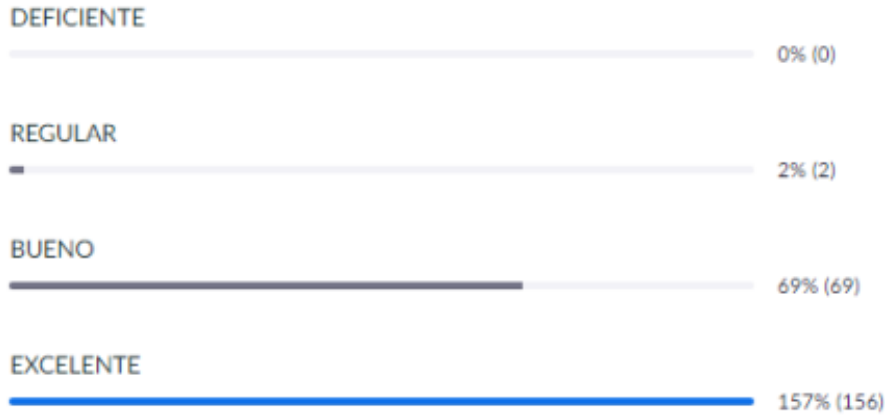 DEFICIENTE
0% (0)
REGULAR
2% (2)
BUENO
69% (69)
EXCELENTE
157% (156)